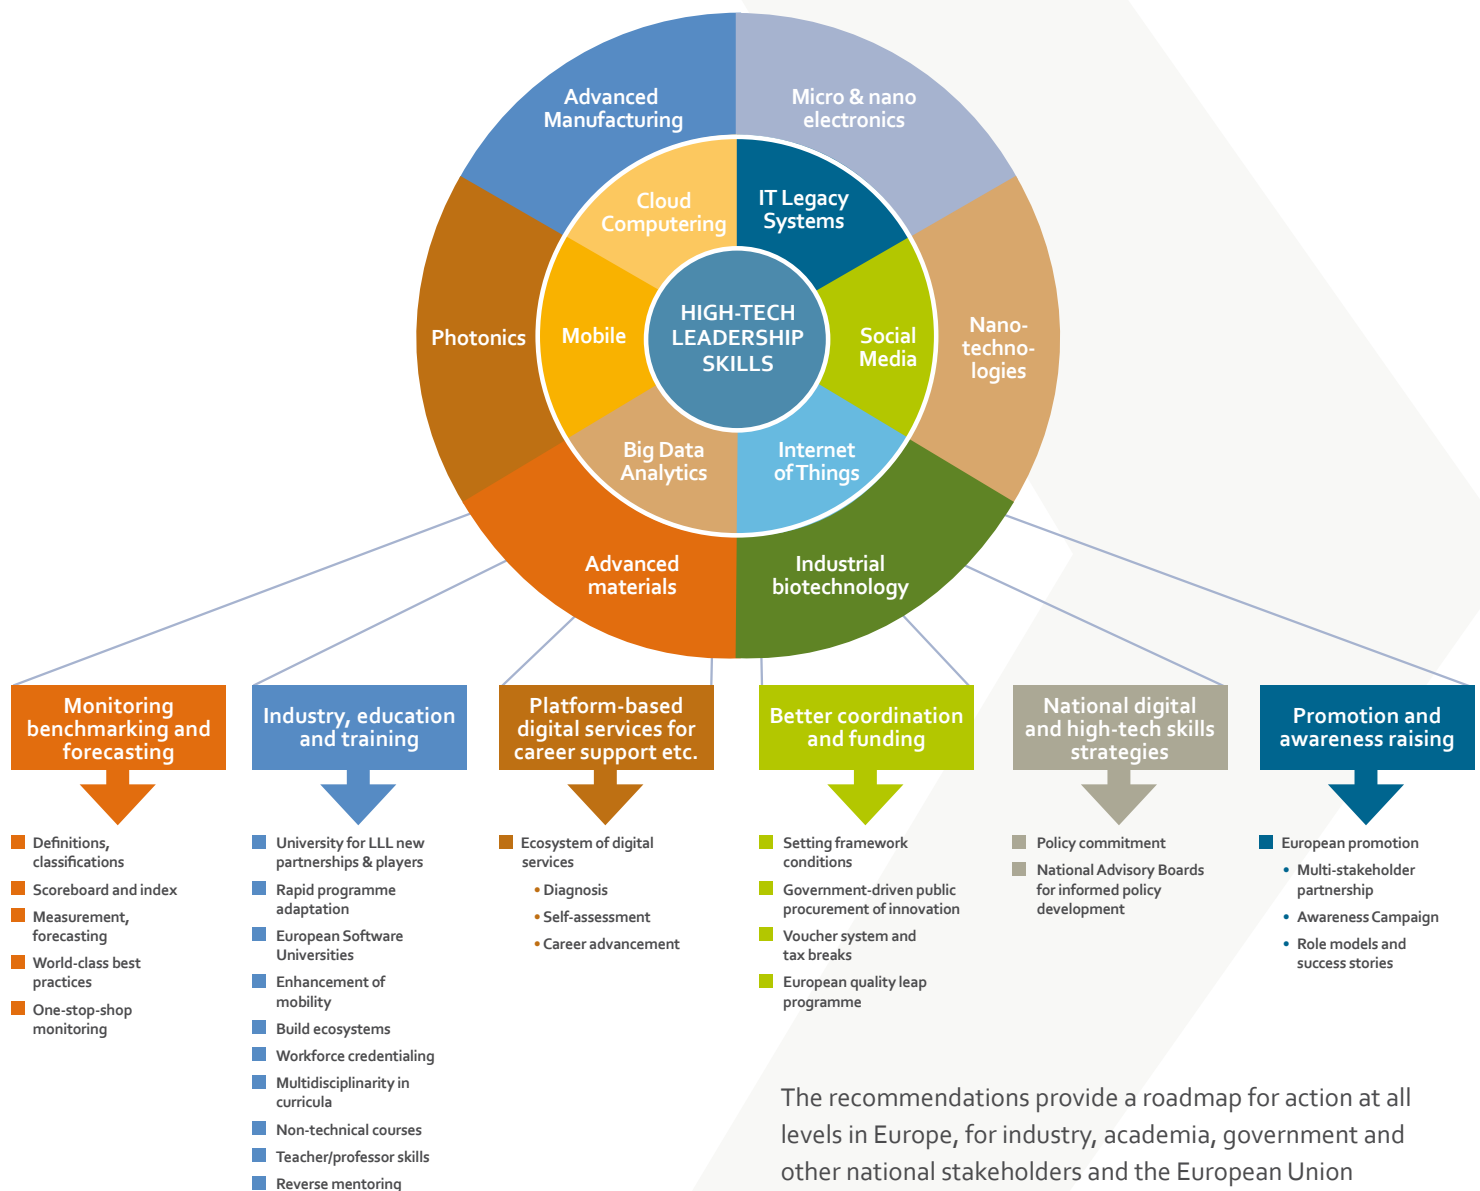 Advanced
Manufacturing
Micro & nano
electronics
Cloud
Computering
IT Legacy
Systems
Photonics
Mobile
HIGH-TECH
LEADERSHIP
SKILLS
Social
Media
Nano-
techno-
logies
Big Data
Analytics
Internet
of Things
Advanced
materials
Industrial
biotechnology
Monitoring
benchmarking and
forecasting
Definitions,
classifications
Scoreboard and index
Measurement,
forecasting
World-class best
practices
One-stop-shop
monitoring
Industry, education
and training
University for LLL new
partnerships & players
Rapid programme
adaptation
European Software
Universities
Enhancement of
mobility
Build ecosystems
Workforce credentialing
Multidisciplinarity in
curricula
Non-technical courses
Teacher/professor skills
Reverse mentoring
Platform-based
digital services for
career support etc.
Ecosystem of digital
services
• Diagnosis
• Self-assessment
• Career advancement
Better coordination
and funding
Setting framework
conditions
Government-driven public
procurement of innovation
Voucher system and
tax breaks
European quality leap
programme
National digital
and high-tech skills
strategies
Policy commitment
National Advisory Boards
for informed policy
development
Promotion and
awareness raising
European promotion
• Multi-stakeholder
partnership
• Awareness Campaign
• Role models and
success stories
The recommendations provide a roadmap for action at all
levels in Europe, for industry, academia, government and
other national stakeholders and the European Union